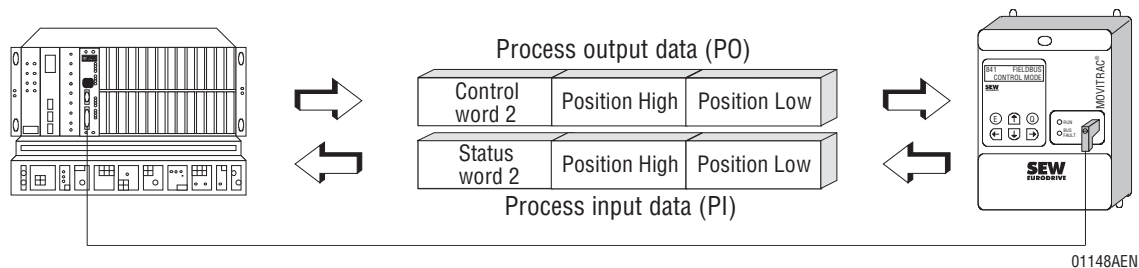 Process output data (PO)
Control
word 2
Position High
Position Low
Status
word 2
Position High
Position Low
Process input data (PI)
841 FIELDBUS
CONTROL MODE
SEW
E
Q
MOVITRAC®
RUN
BUS
FAULT
SEW
EURODRIVE
01148AEN